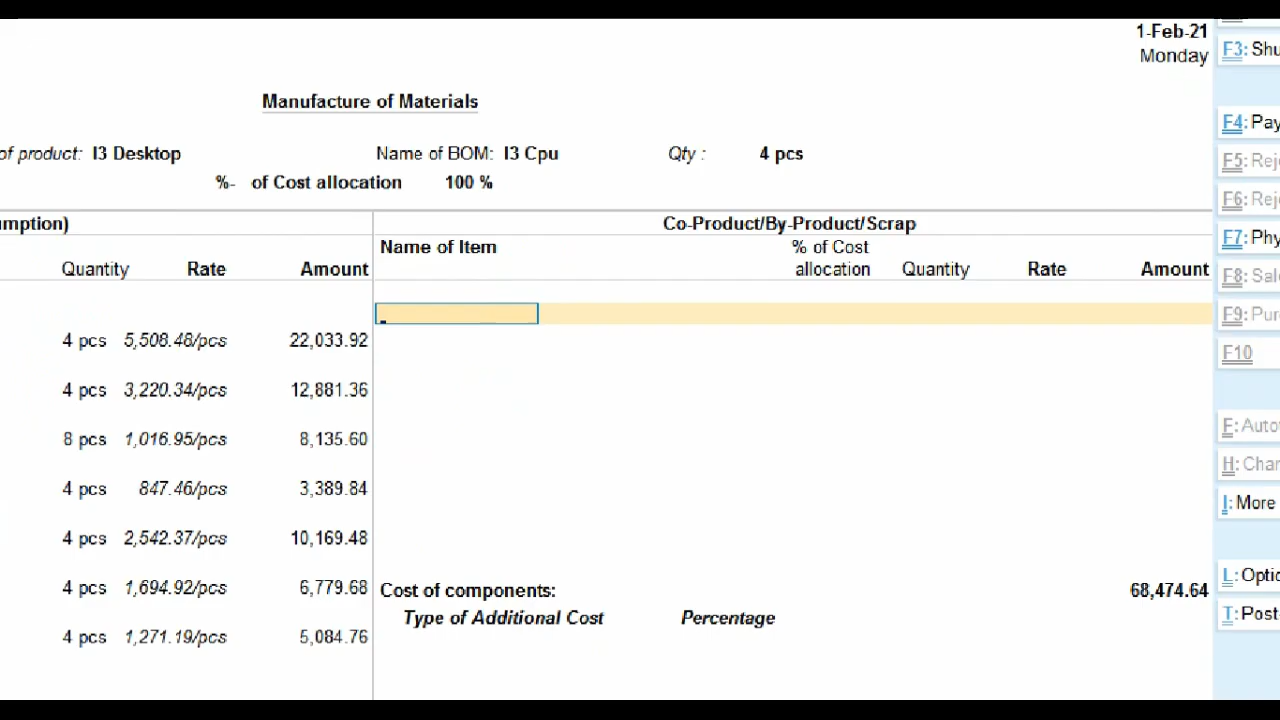 1-Feb-21
F3: Shu
Monday
Manufacture of Materials
F4: Pay
of product: I3 Desktop Name of BOM: I3 Cpu Qty : 4 pcs
F5: Reje
%- of Cost allocation 100 %
F6: Reje
umption) Co-Product/By-Product/Scrap
F7: Phy
Name of Item % of Cost
Quantity Rate Amount allocation Quantity Rate Amount
F8: Sale
F9: Pur
4 pcs 5,508.48/pcs 22,033.92
F10
4 pcs 3,220.34/pcs 12,881.36
F: Auto
8 pcs 1,016.95/pcs 8,135.60
H: Char
4 pcs 847.46/pcs 3,389.84
I: More
4 pcs 2,542.37/pcs 10,169.48
L: Optio
4 pcs 1,694.92/pcs 6,779.68 Cost of components: 68,474.64
T: Post-
Type of Additional Cost Percentage
4 pcs 1,271.19/pcs 5,084.76